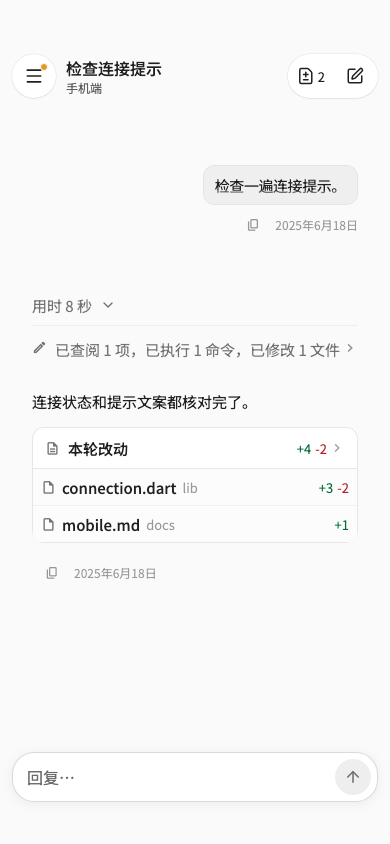 检查连接提示
手机端
2
检查一遍连接提示。
2025年6月18日
用时 8 秒
已查阅 1 项，已执行 1 命令，已修改 1 文件
连接状态和提示文案都核对完了。
本轮改动 +4 -2
connection.dart lib +3 -2
mobile.md docs +1
2025年6月18日
回复…